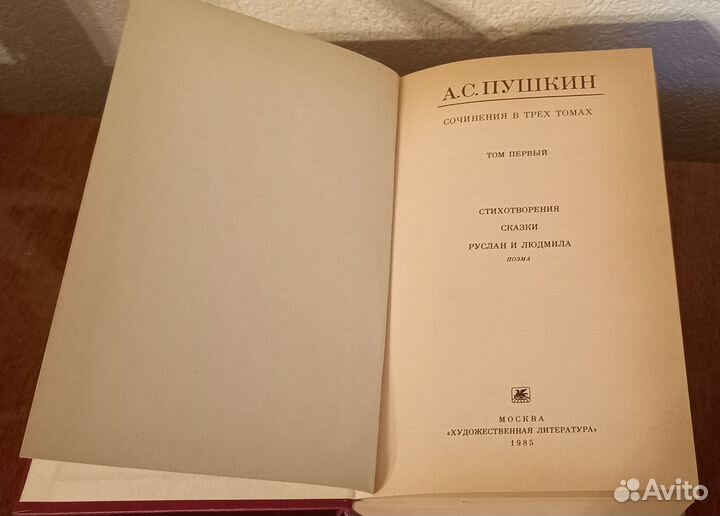 А.С.ПУШКИН
СОЧИНЕНИЯ В ТРЕХ ТОМАХ
ТОМ ПЕРВЫЙ
СТИХОТВОРЕНИЯ
СКАЗКИ
РУСЛАН И ЛЮДМИЛА
ПОЭМА
МОСКВА
«ХУДОЖЕСТВЕННАЯ ЛИТЕРАТУРА»
1985
Avito